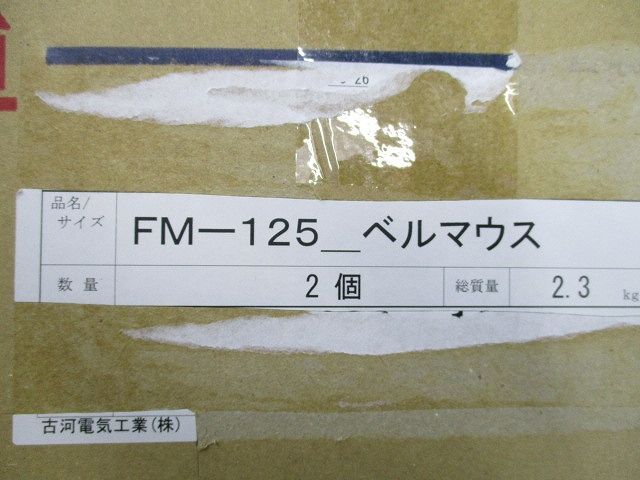 26
品名/
サイズ
FM－125＿ベルマウス
数量
2個
総質量
2.3
kg
古河電気工業(株)